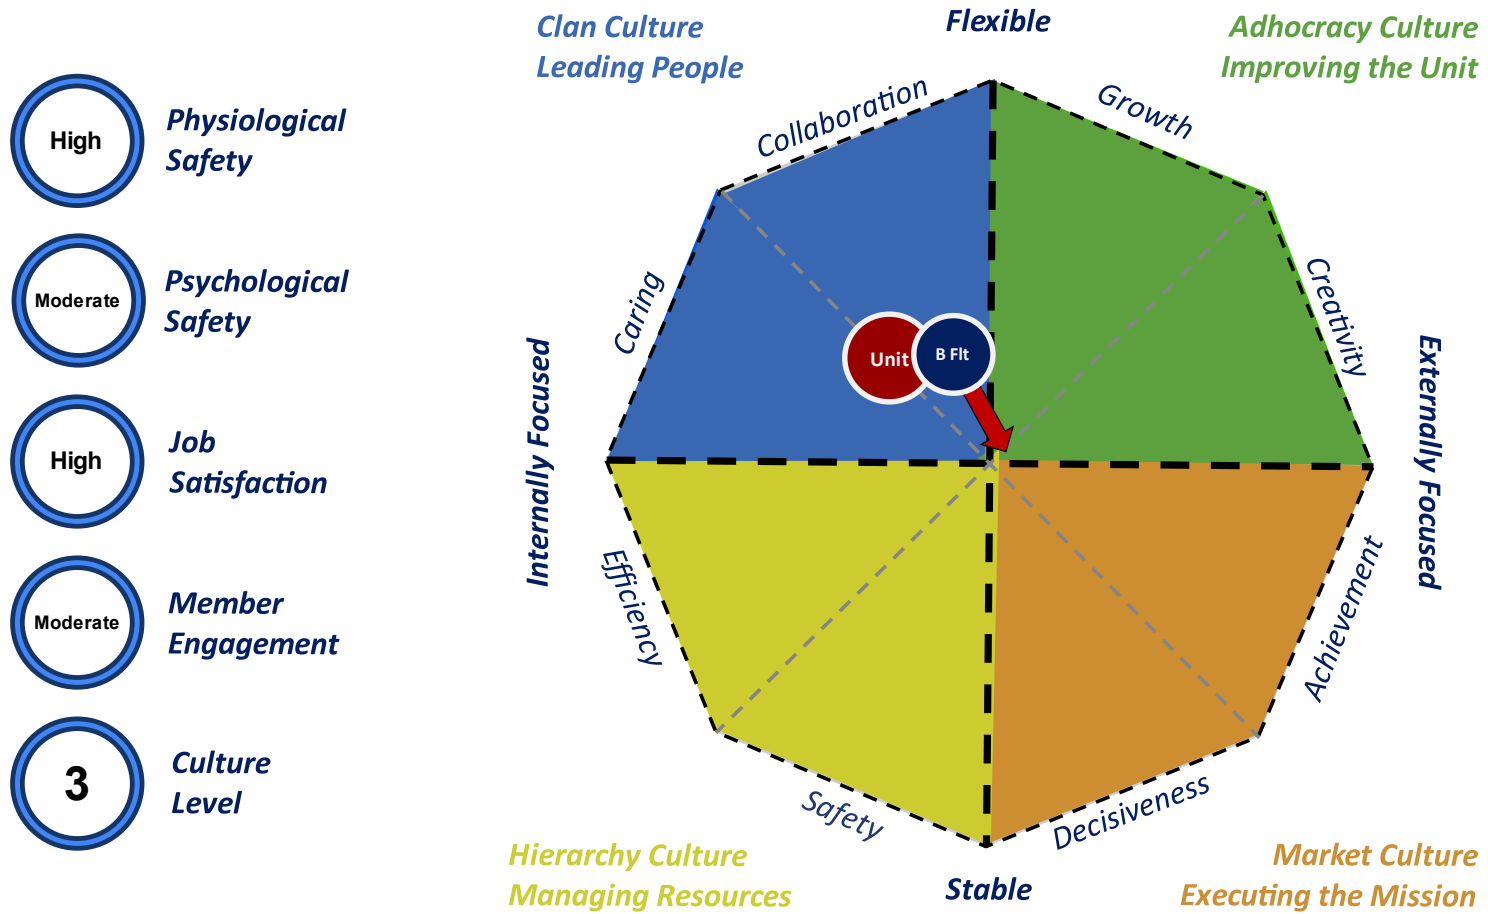 High
Physiological
Safety
Moderate
Psychological
Safety
High
Job
Satisfaction
Moderate
Member
Engagement
3
Culture
Level
Clan Culture
Leading People
Flexible
Adhocracy Culture
Improving the Unit
Collaboration
Growth
Caring
Creativity
Internally Focused
Externally Focused
Unit
B Flt
Efficiency
Achievement
Safety
Decisiveness
Hierarchy Culture
Managing Resources
Stable
Market Culture
Executing the Mission